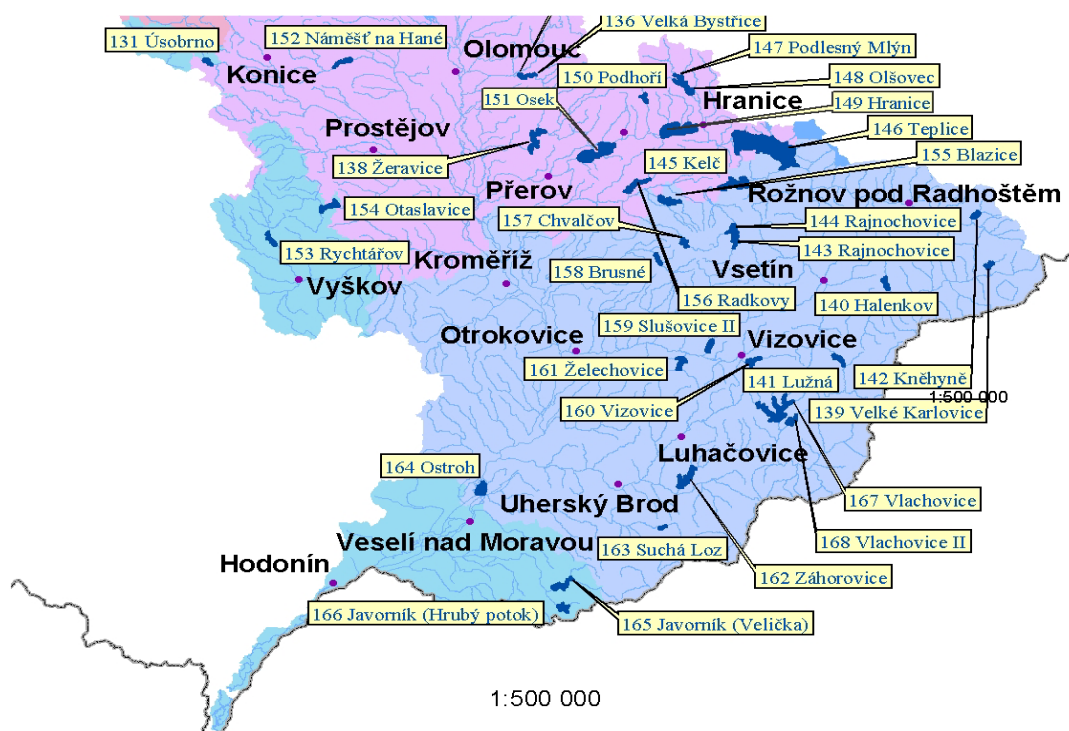 136 Velká Bystřice
131 Úsobrno
152 Náměšť na Hané
Olomouc
147 Podlesný Mlýn
Konice
150 Podhoří
148 Olšovec
151 Osek
Hranice
149 Hranice
Prostějov
146 Teplice
138 Žeravice
145 Kelč
155 Blazice
Přerov
Rožnov pod Radhoštěm
154 Otaslavice
157 Chvalčov
144 Rajnochovice
153 Rychtářov
143 Rajnochovice
Kroměříž
158 Brusné
Vsetín
Vyškov
156 Radkovy
140 Halenkov
159 Slušovice II
Otrokovice
Vizovice
161 Želechovice
141 Lužná
142 Kněhyně
1:500 000
160 Vizovice
139 Velké Karlovice
Luhačovice
164 Ostroh
Uherský Brod
167 Vlachovice
Veselí nad Moravou
163 Suchá Loz
168 Vlachovice II
Hodonín
162 Záhorovice
166 Javorník (Hrubý potok)
165 Javorník (Velička)
1:500 000